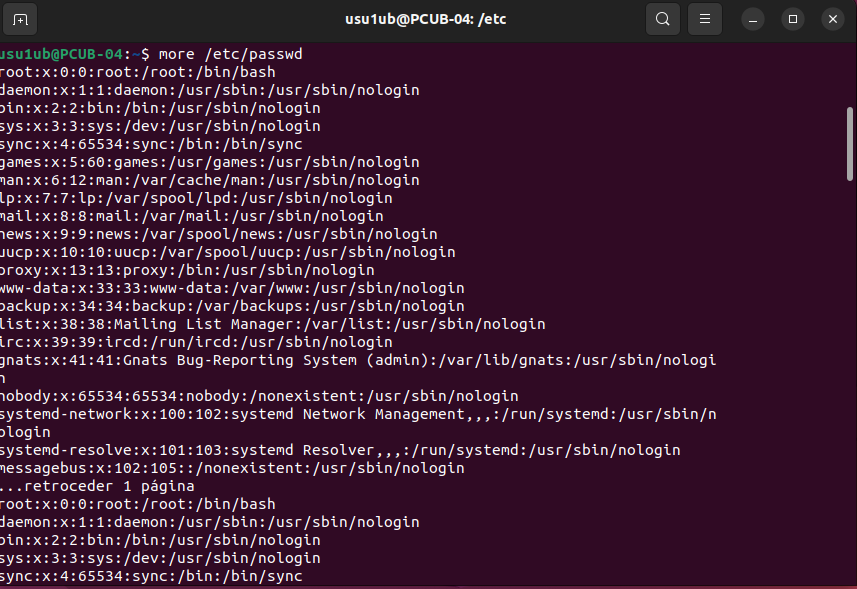 usu1ub@PCUB-04: /etc
usu1ub@PCUB-04:~$ more /etc/passwd
root:x:0:0:root:/root:/bin/bash
daemon:x:1:1:daemon:/usr/sbin:/usr/sbin/nologin
bin:x:2:2:bin:/bin:/usr/sbin/nologin
sys:x:3:3:sys:/dev:/usr/sbin/nologin
sync:x:4:65534:sync:/bin:/bin/sync
games:x:5:60:games:/usr/games:/usr/sbin/nologin
man:x:6:12:man:/var/cache/man:/usr/sbin/nologin
lp:x:7:7:lp:/var/spool/lpd:/usr/sbin/nologin
mail:x:8:8:mail:/var/mail:/usr/sbin/nologin
news:x:9:9:news:/var/spool/news:/usr/sbin/nologin
uucp:x:10:10:uucp:/var/spool/uucp:/usr/sbin/nologin
proxy:x:13:13:proxy:/bin:/usr/sbin/nologin
www-data:x:33:33:www-data:/var/www:/usr/sbin/nologin
backup:x:34:34:backup:/var/backups:/usr/sbin/nologin
list:x:38:38:Mailing List Manager:/var/list:/usr/sbin/nologin
irc:x:39:39:ircd:/run/ircd:/usr/sbin/nologin
gnats:x:41:41:Gnats Bug-Reporting System (admin):/var/lib/gnats:/usr/sbin/nologi
n
nobody:x:65534:65534:nobody:/nonexistent:/usr/sbin/nologin
systemd-network:x:100:102:systemd Network Management,,,:/run/systemd:/usr/sbin/n
ologin
systemd-resolve:x:101:103:systemd Resolver,,,:/run/systemd:/usr/sbin/nologin
messagebus:x:102:105::/nonexistent:/usr/sbin/nologin
...retroceder 1 página
root:x:0:0:root:/root:/bin/bash
daemon:x:1:1:daemon:/usr/sbin:/usr/sbin/nologin
bin:x:2:2:bin:/bin:/usr/sbin/nologin
sys:x:3:3:sys:/dev:/usr/sbin/nologin
sync:x:4:65534:sync:/bin:/bin/sync